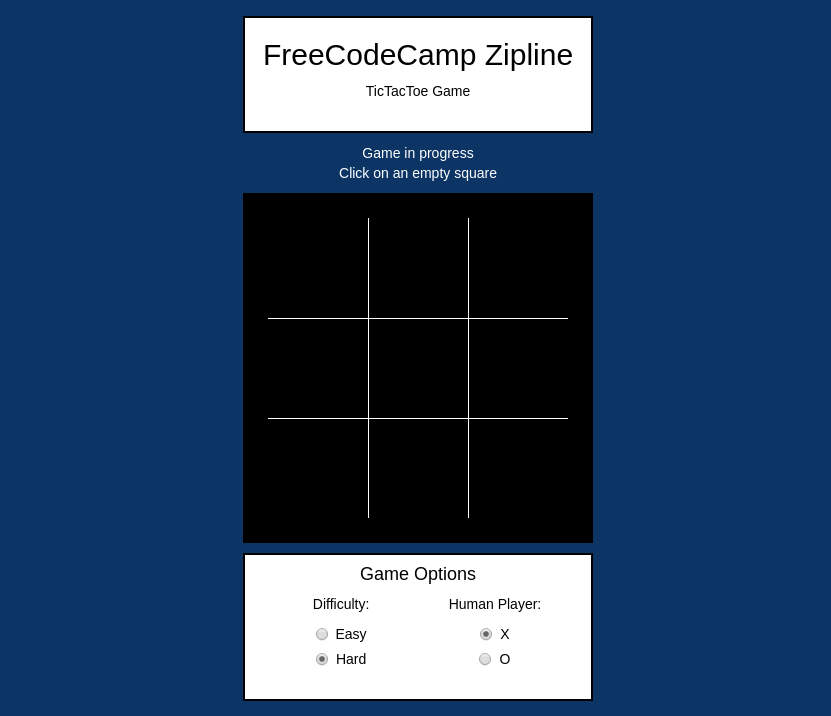 FreeCodeCamp Zipline
TicTacToe Game
Game in progress
Click on an empty square
Game Options
Difficulty: Human Player:
Easy X
Hard O